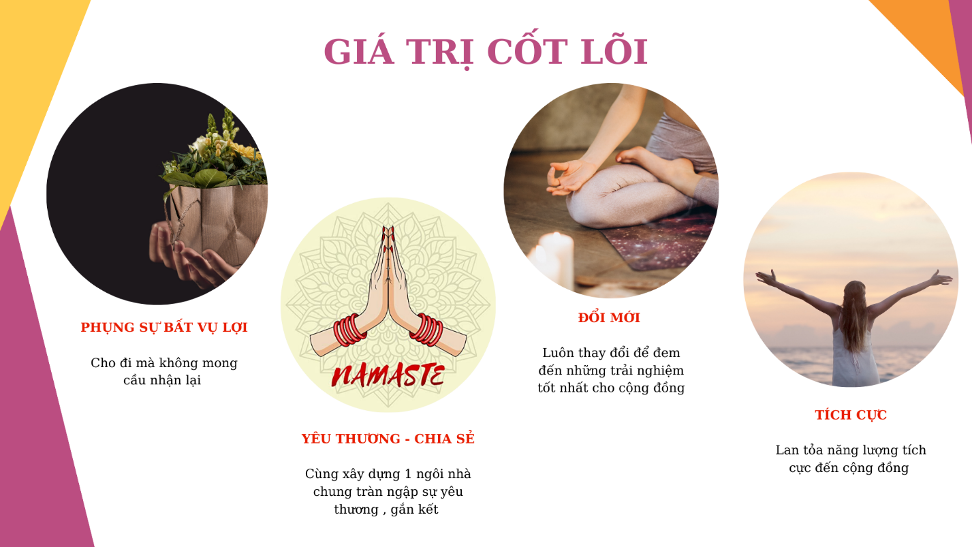 GIÁ TRỊ CỐT LÕI
PHỤNG SỰ BẤT VỤ LỢI
Cho đi mà không mong
cầu nhận lại
NAMASTE
YÊU THƯƠNG - CHIA SẺ
Cùng xây dựng 1 ngôi nhà
chung tràn ngập sự yêu
thương , gắn kết
ĐỔI MỚI
Luôn thay đổi để đem
đến những trải nghiệm
tốt nhất cho cộng đồng
TÍCH CỰC
Lan tỏa năng lượng tích
cực đến cộng đồng